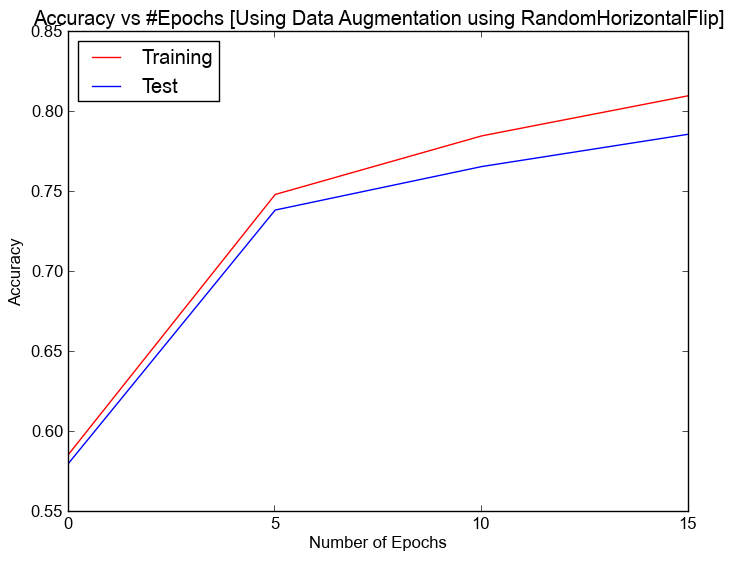 Accuracy vs #Epochs [Using Data Augmentation using RandomHorizontalFlip]
0.85
0.80
0.75
0.70
0.65
0.60
0.55
Accuracy
Training
Test
0 5 10 15
Number of Epochs